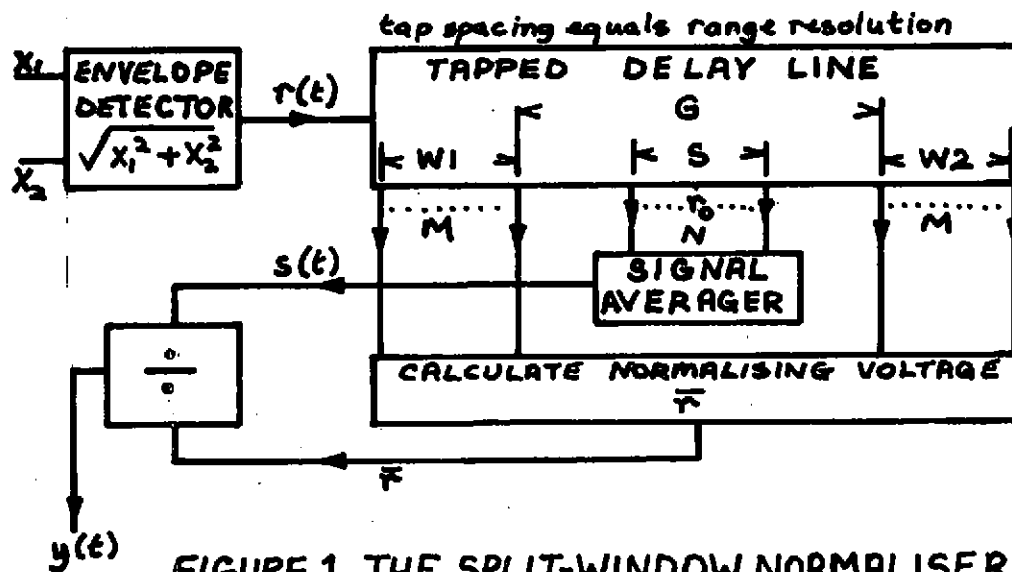 tap spacing equals range resolution
TAPPED DELAY LINE
X₁
X₂
ENVELOPE
DETECTOR
√X₁²+X₂²
r(t)
G
W1
S
W2
M
r₀
N
M
SIGNAL
AVERAGER
s(t)
÷
CALCULATE NORMALISING VOLTAGE
r̅
r̅
y(t)
FIGURE 1. THE SPLIT-WINDOW NORMALISER